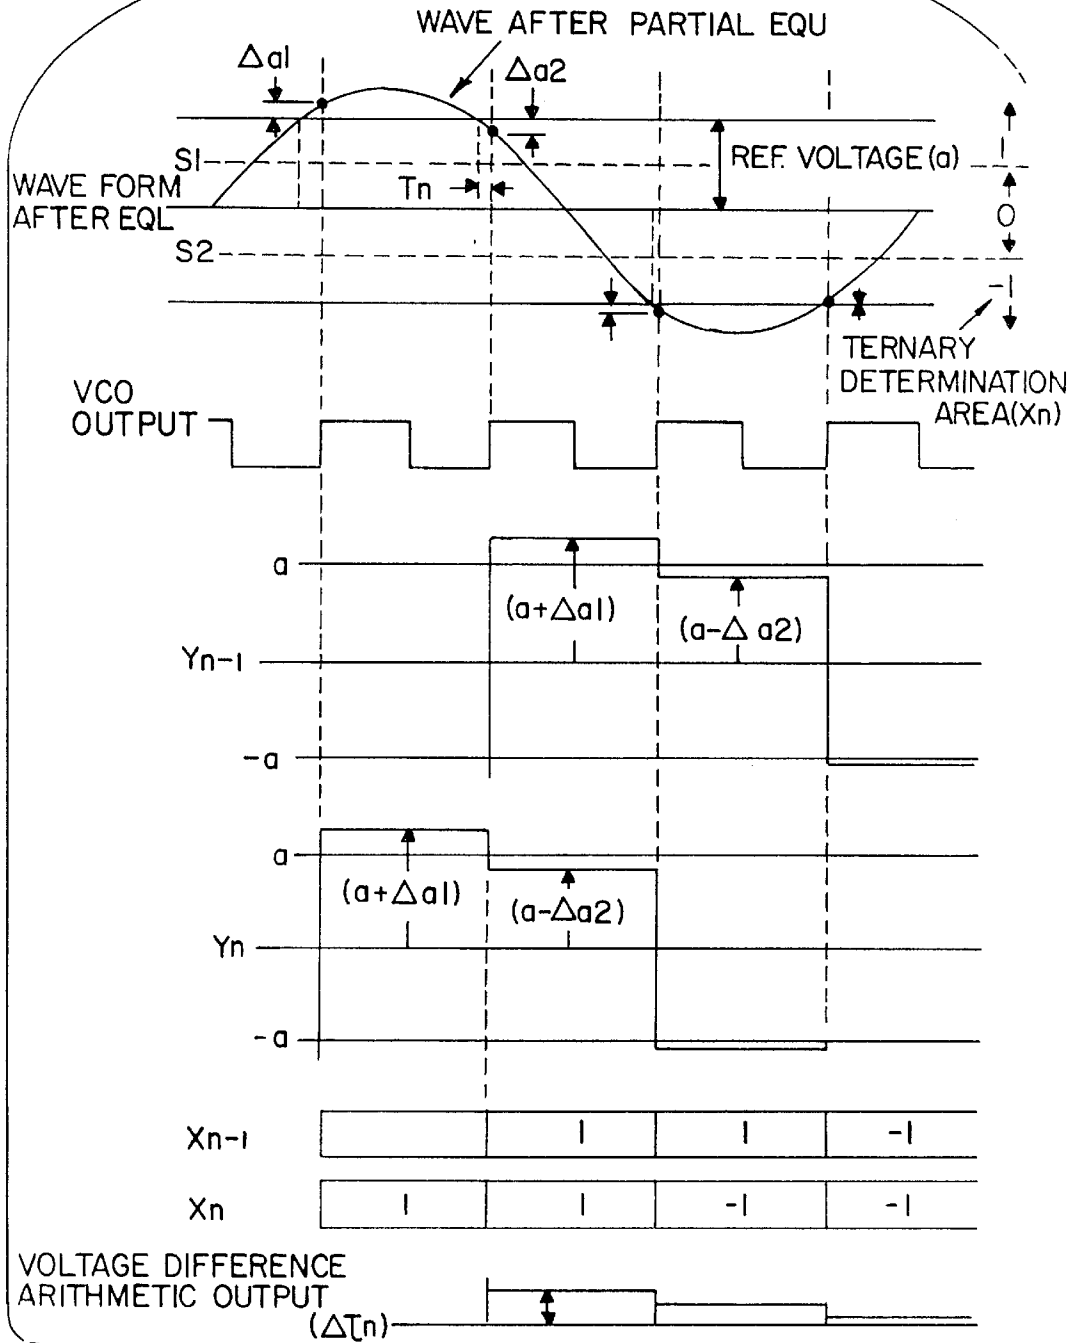 WAVE AFTER PARTIAL EQU
Δa1
Δa2
S1
REF. VOLTAGE(a)
1
WAVE FORM
AFTER EQL
Tn
0
S2
-1
TERNARY
DETERMINATION
AREA(Xn)
VCO
OUTPUT
a
(a+Δa1)
(a-Δa2)
Yn-1
-a
a
(a+Δa1)
(a-Δa2)
Yn
-a
Xn-1
1
1
-1
Xn
1
1
-1
-1
VOLTAGE DIFFERENCE
ARITHMETIC OUTPUT
(Δτn)